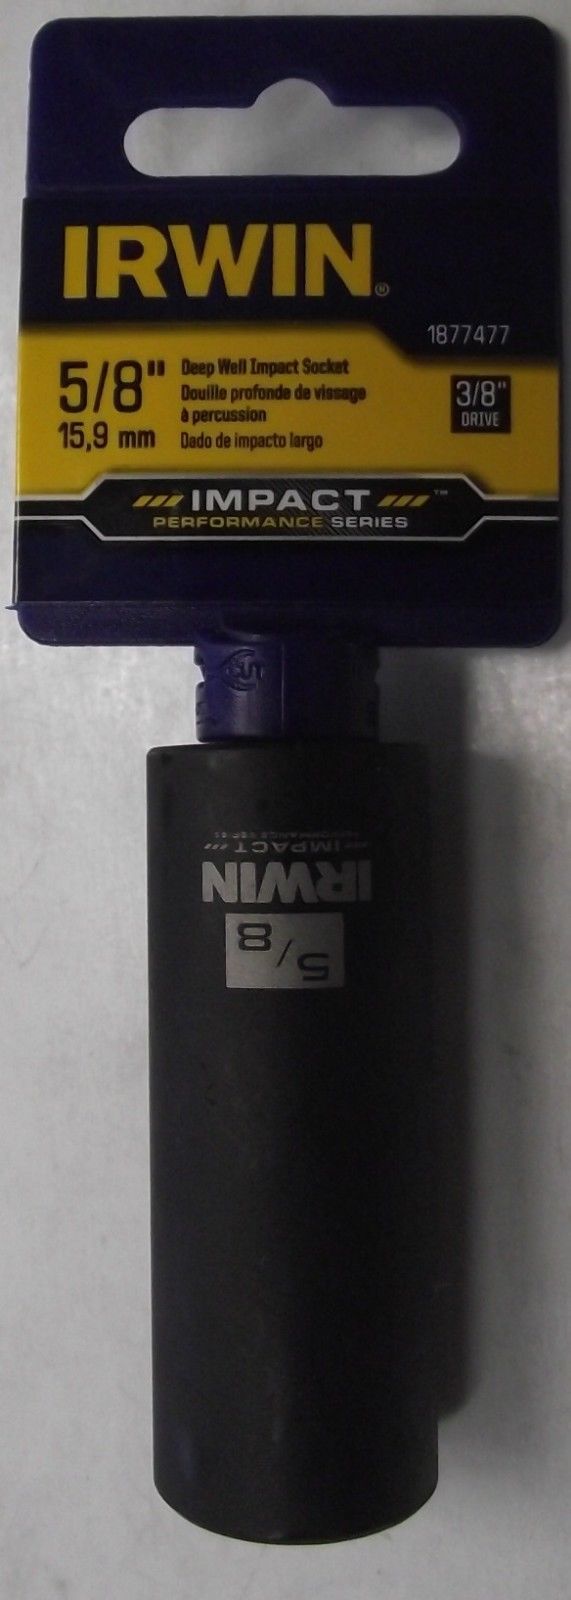 IRWIN®
1877477
5/8"
15,9 mm
Deep Well Impact Socket
Douille profonde de vissage
à percussion
Dado de impacto largo
3/8"
DRIVE
IMPACT™
PERFORMANCE SERIES
5/8
IRWIN
IMPACT